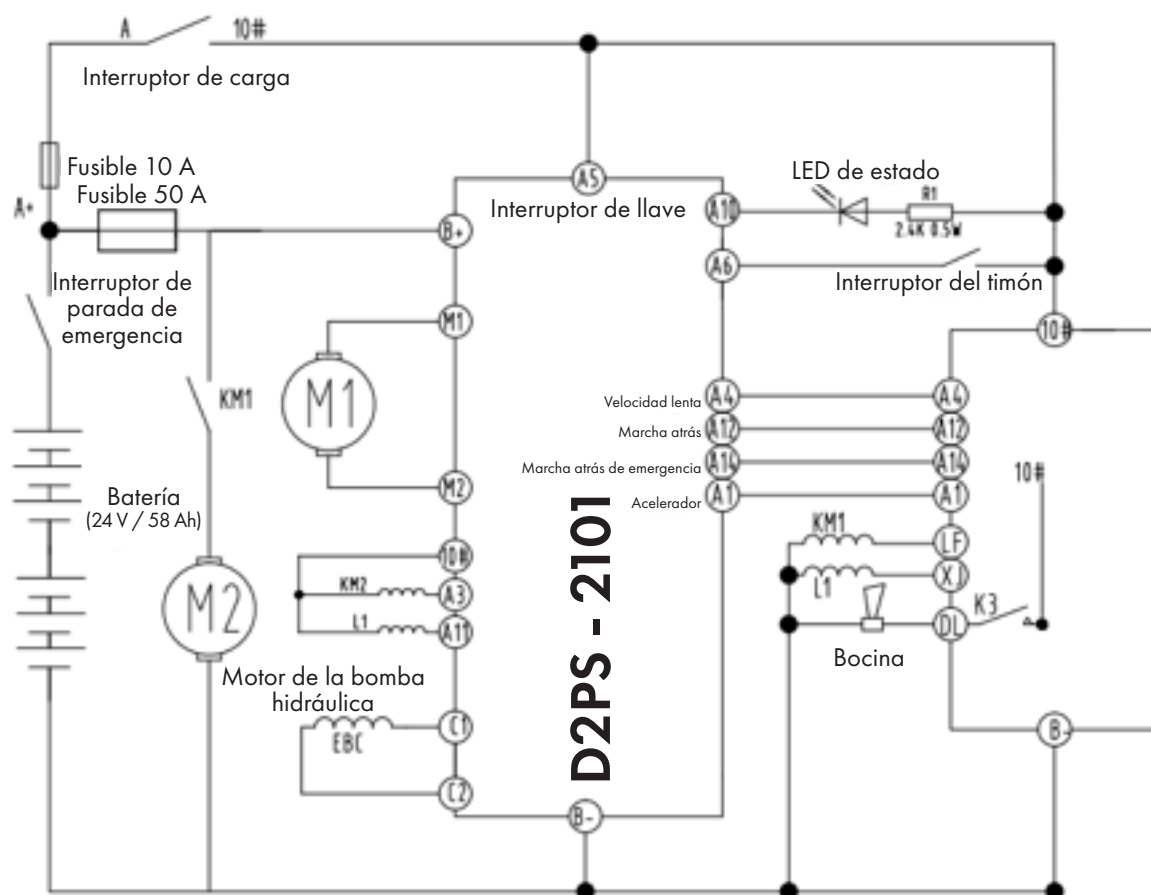 A
10#
Interruptor de carga
Fusible 10 A
Fusible 50 A
A+
Interruptor de
parada de
emergencia
KM1
Batería
(24 V / 58 Ah)
M2
A5
Interruptor de llave
B+
M1
M1
M2
10#
KM2
A3
L1
A11
Motor de la bomba
hidráulica
EBC
C1
C2
B-
D2PS - 2101
LED de estado
A10
R1
2.4K 0.5W
A6
Interruptor del timón
10#
Velocidad lenta
A4
A4
Marcha atrás
A12
A12
Marcha atrás de emergencia
A14
A14
Acelerador
A1
A1
10#
KM1
LF
L1
XJ
K3
DL
Bocina
B-